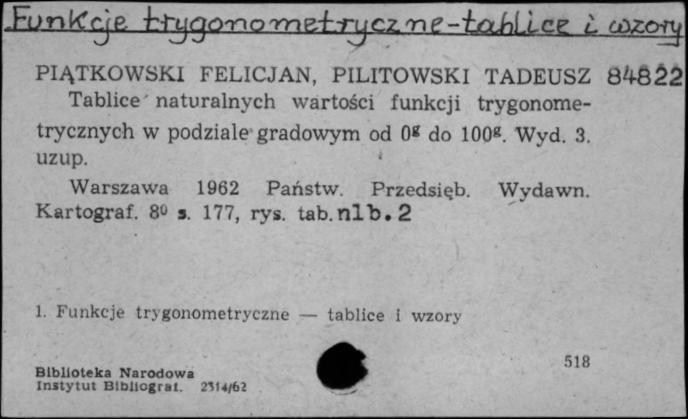 Funkcje trygonometryczne-tablice i wzory
PIĄTKOWSKI FELICJAN, PILITOWSKI TADEUSZ 84822
Tablice naturalnych wartości funkcji trygonome-
trycznych w podziale gradowym od 0g do 100g. Wyd. 3.
uzup.
Warszawa 1962 Państw. Przedsięb. Wydawn.
Kartograf. 8º s. 177, rys. tab. nlb. 2
1. Funkcje trygonometryczne — tablice i wzory
518
Biblioteka Narodowa
Instytut Bibliograf. 2314/62